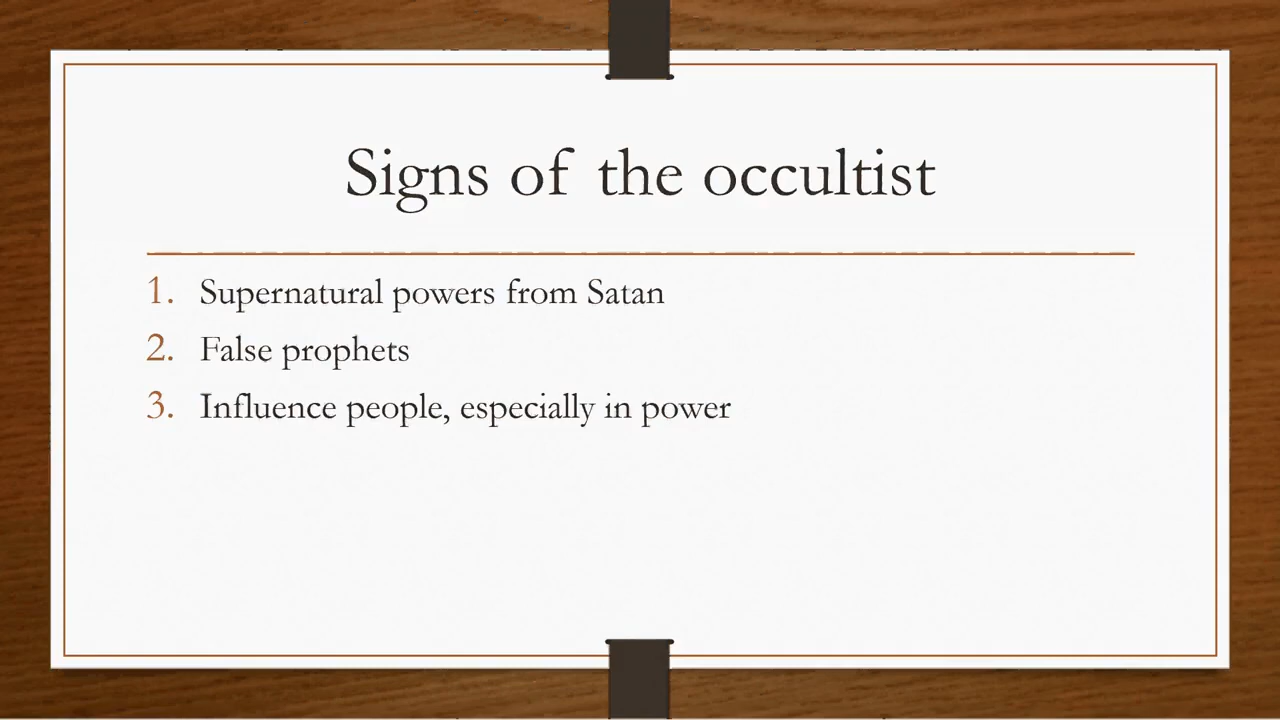 Signs of the occultist
1. Supernatural powers from Satan
2. False prophets
3. Influence people, especially in power